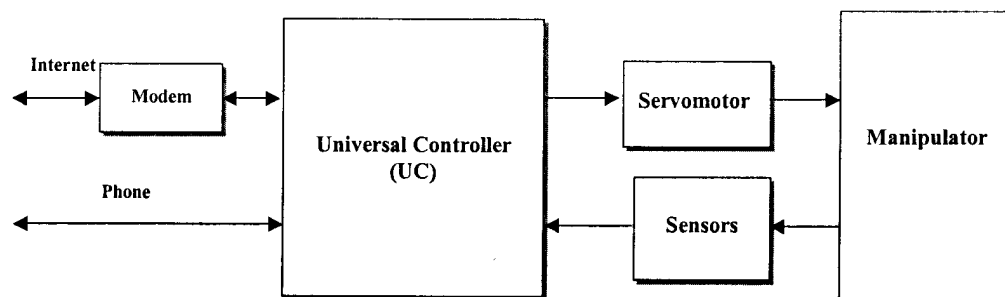 Internet
Modem
Phone
Universal Controller
(UC)
Servomotor
Sensors
Manipulator